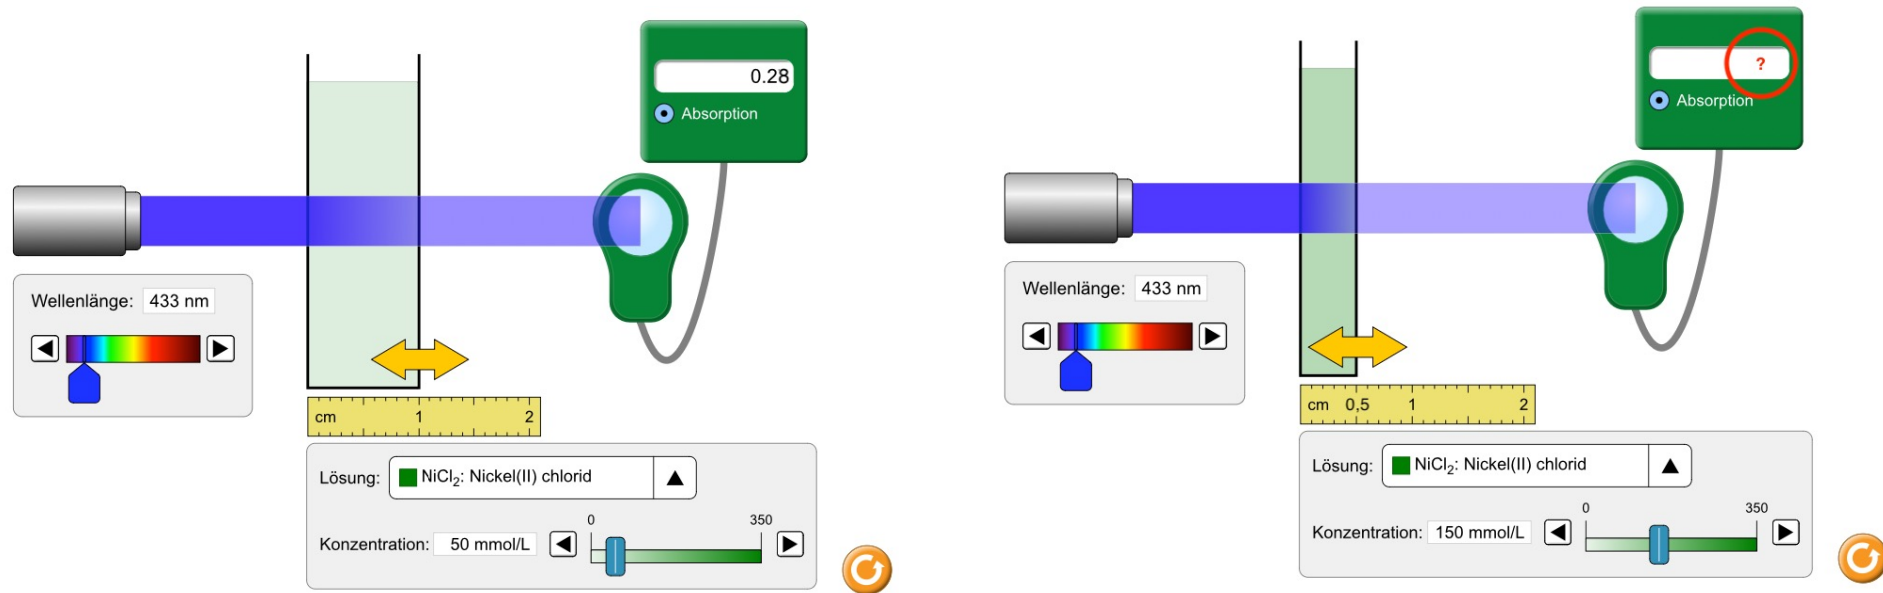 0.28
Absorption
Wellenlänge: 433 nm
cm 1 2
Lösung: NiCl₂: Nickel(II) chlorid
0 350
Konzentration: 50 mmol/L
?
Absorption
Wellenlänge: 433 nm
cm 0,5 1 2
Lösung: NiCl₂: Nickel(II) chlorid
0 350
Konzentration: 150 mmol/L